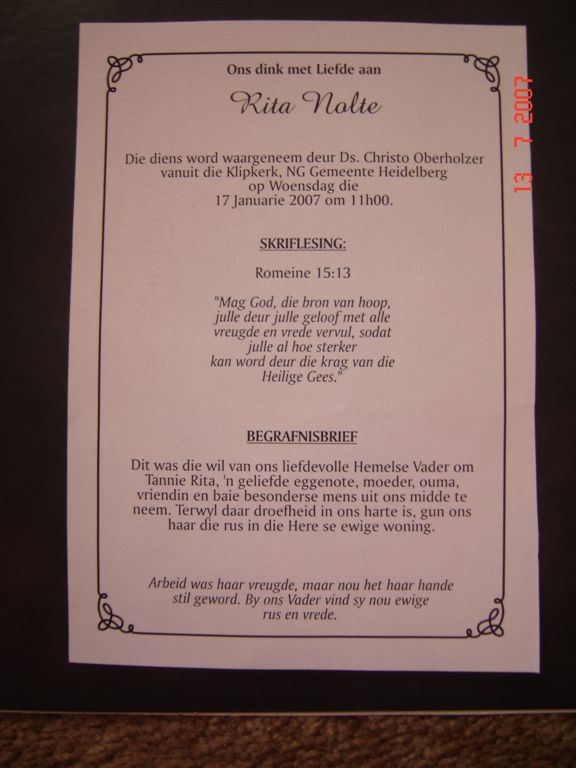 Ons dink met Liefde aan
Rita Nolte
Die diens word waargeneem deur Ds. Christo Oberholzer
vanuit die Klipkerk, NG Gemeente Heidelberg
op Woensdag die
17 Januarie 2007 om 11h00.
SKRIFLESING:
Romeine 15:13
"Mag God, die bron van hoop,
julle deur julle geloof met alle
vreugde en vrede vervul, sodat
julle al hoe sterker
kan word deur die krag van die
Heilige Gees."
BEGRAFNISBRIEF
Dit was die wil van ons liefdevolle Hemelse Vader om
Tannie Rita, 'n geliefde eggenote, moeder, ouma,
vriendin en baie besonderse mens uit ons midde te
neem. Terwyl daar droefheid in ons harte is, gun ons
haar die rus in die Here se ewige woning.
Arbeid was haar vreugde, maar nou het haar hande
stil geword. By ons Vader vind sy nou ewige
rus en vrede.
13 7 2007